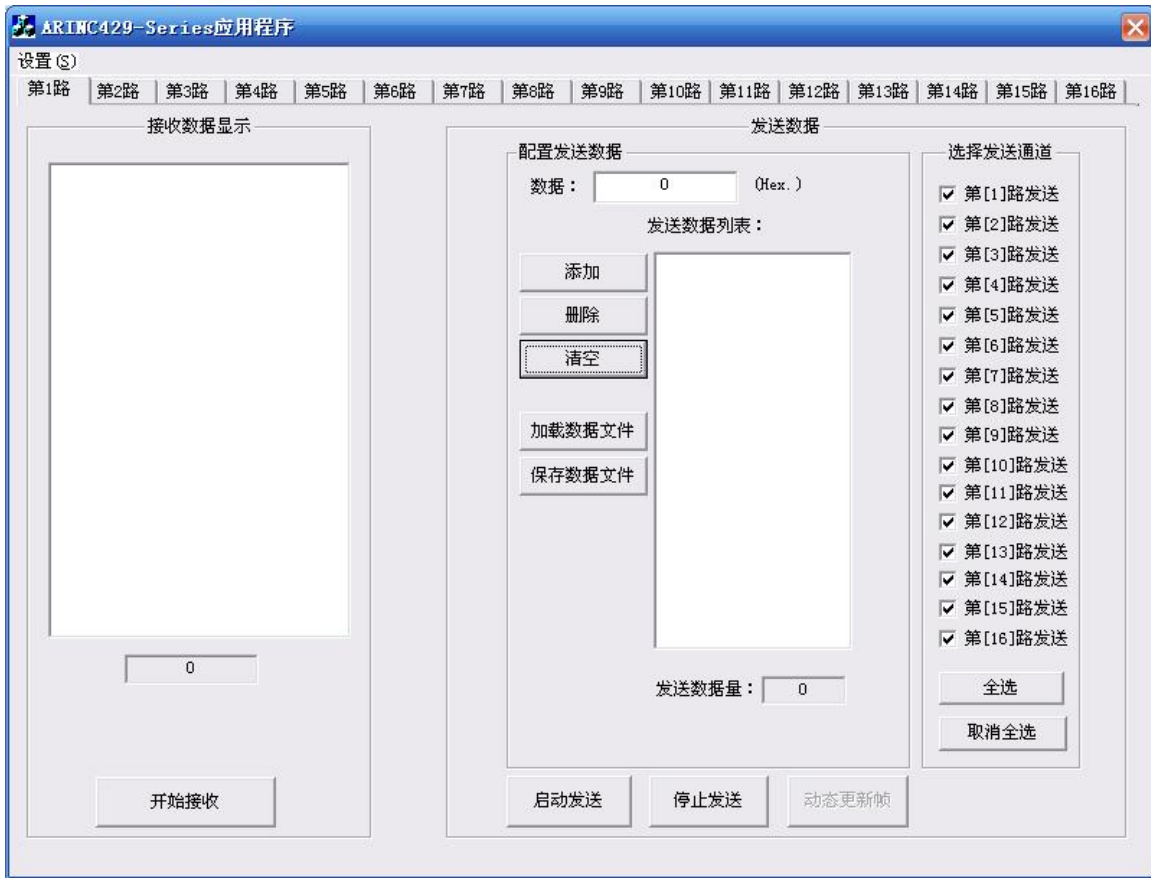 ARINC429-Series应用程序
设置(S)
第1路 第2路 第3路 第4路 第5路 第6路 第7路 第8路 第9路 第10路 第11路 第12路 第13路 第14路 第15路 第16路
接收数据显示
0
开始接收
发送数据
配置发送数据
数据： 0 (Hex.)
发送数据列表：
添加
删除
清空
加载数据文件
保存数据文件
发送数据量： 0
选择发送通道
第[1]路发送
第[2]路发送
第[3]路发送
第[4]路发送
第[5]路发送
第[6]路发送
第[7]路发送
第[8]路发送
第[9]路发送
第[10]路发送
第[11]路发送
第[12]路发送
第[13]路发送
第[14]路发送
第[15]路发送
第[16]路发送
全选
取消全选
启动发送 停止发送 动态更新帧